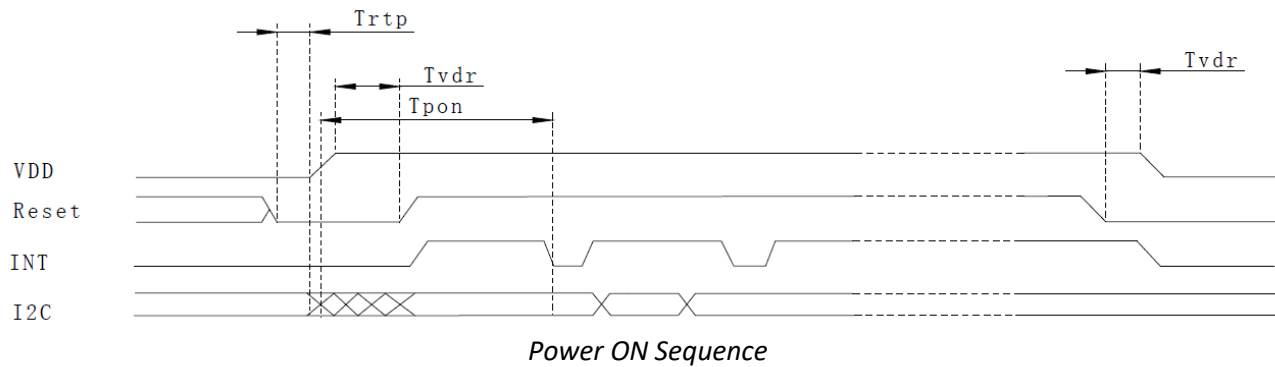 Trtp
Tvdr Tvdr
Tpon
VDD
Reset
INT
I2C
Power ON Sequence